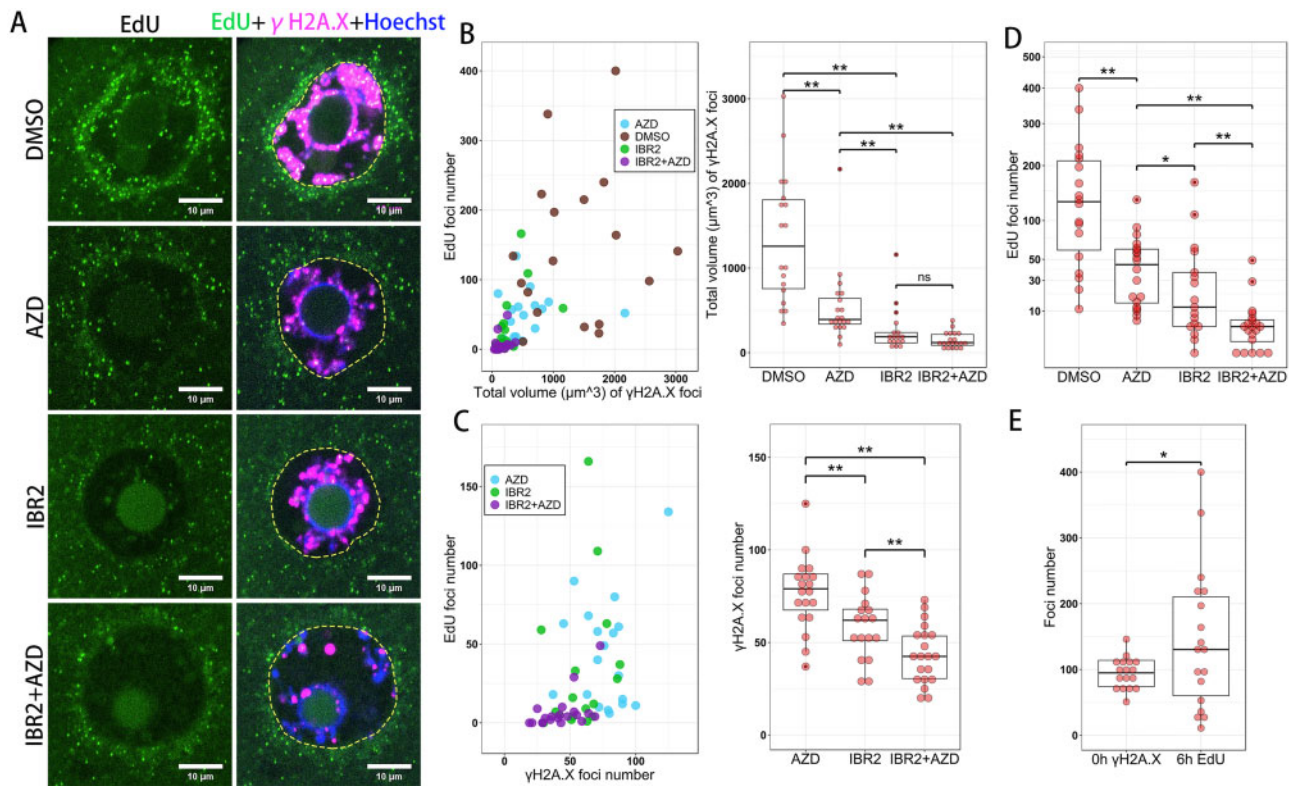 A
EdU
EdU+ γ H2A.X+Hoechst
DMSO
10 μm
10 μm
AZD
10 μm
10 μm
IBR2
10 μm
10 μm
IBR2+AZD
10 μm
10 μm
B
EdU foci number
400
300
200
100
0
AZD
DMSO
IBR2
IBR2+AZD
0
1000
2000
3000
Total volume (μm^3) of γH2A.X foci
Total volume (μm^3) of γH2A.X foci
3000
2000
1000
0
**
**
**
**
ns
DMSO
AZD
IBR2
IBR2+AZD
C
EdU foci number
150
100
50
0
AZD
IBR2
IBR2+AZD
0
50
100
γH2A.X foci number
γH2A.X foci number
150
100
50
0
**
**
**
AZD
IBR2
IBR2+AZD
D
EdU foci number
500
400
300
200
100
50
30
10
**
**
**
*
DMSO
AZD
IBR2
IBR2+AZD
E
Foci number
400
300
200
100
0
*
0h γH2A.X
6h EdU